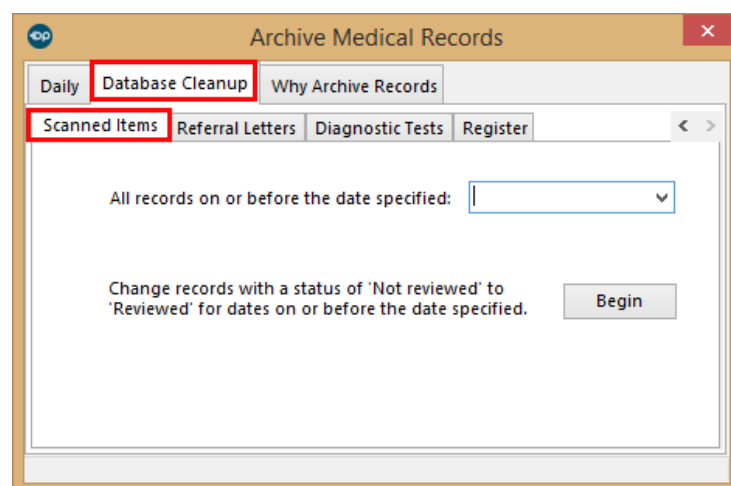 op
Archive Medical Records
Daily Database Cleanup Why Archive Records
Scanned Items Referral Letters Diagnostic Tests Register
All records on or before the date specified:
Change records with a status of 'Not reviewed' to
'Reviewed' for dates on or before the date specified.
Begin